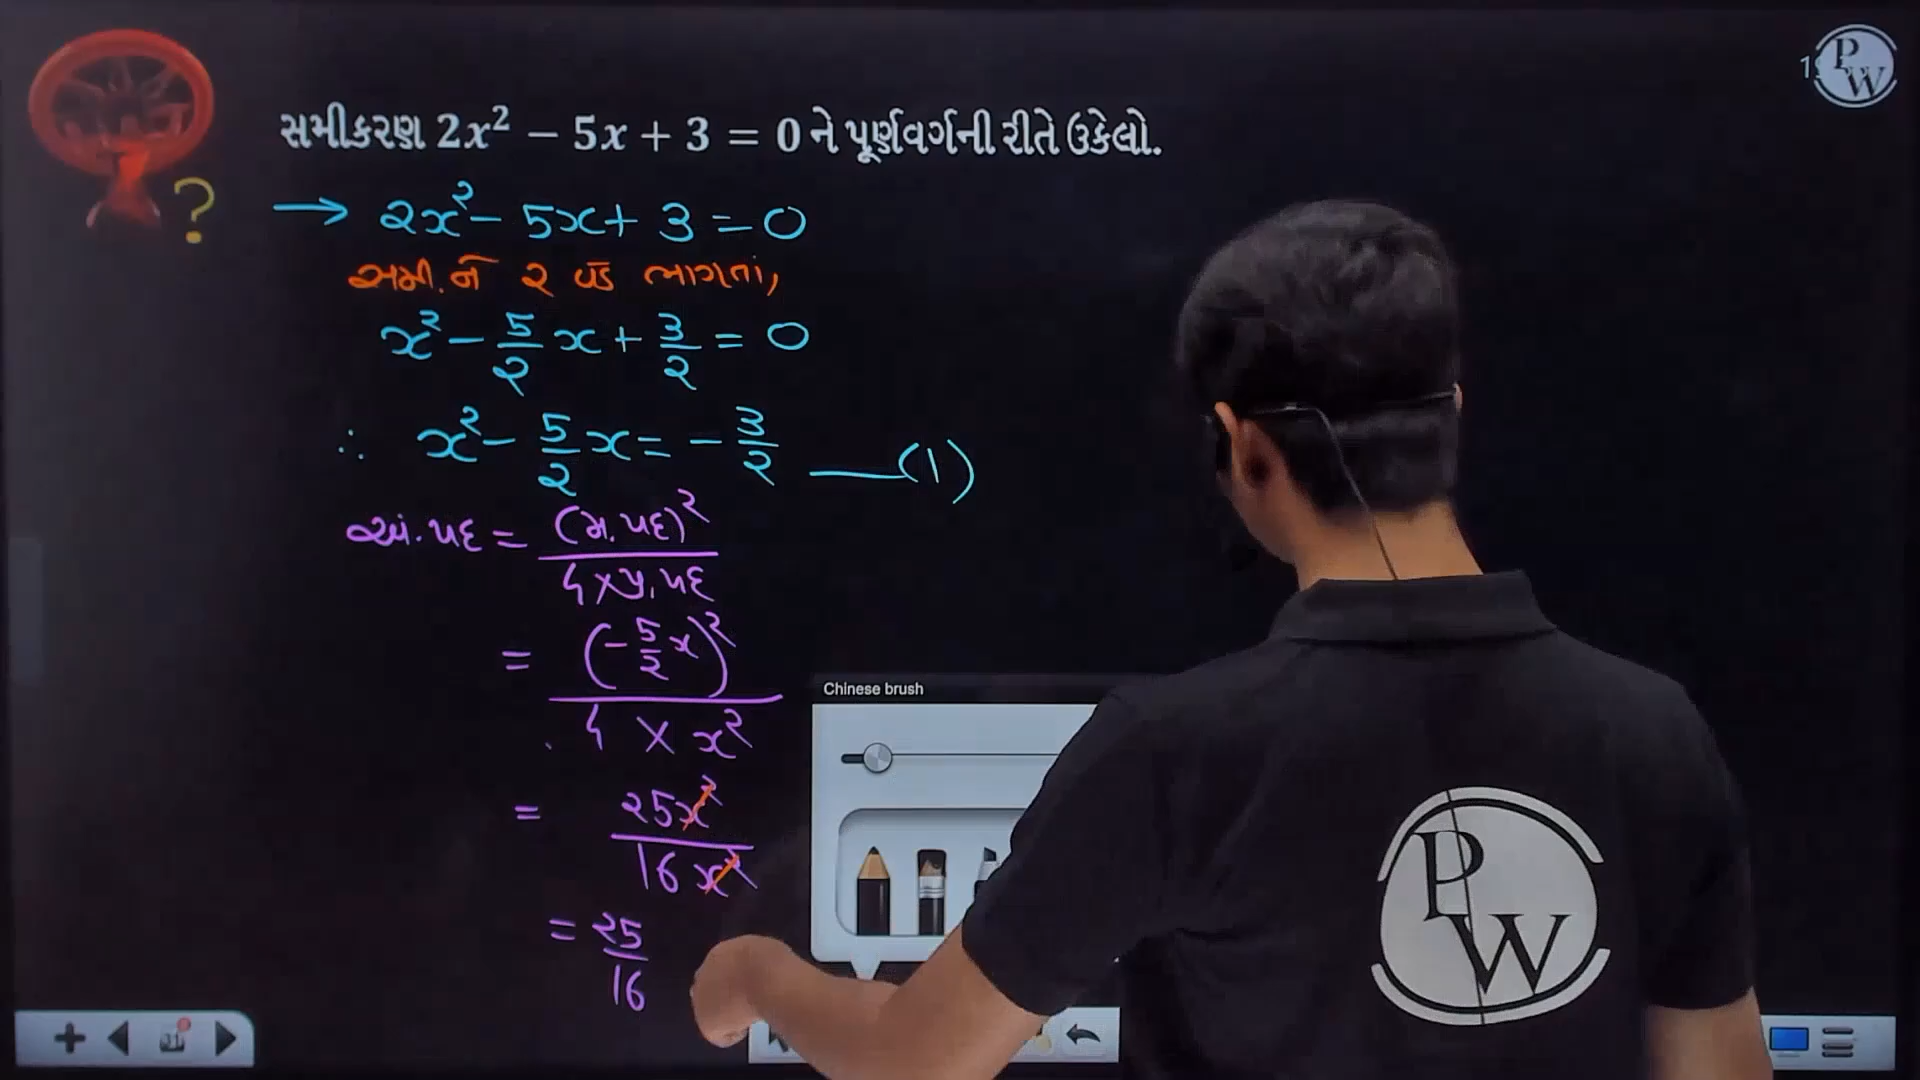 સમીકરણ 2x² − 5x + 3 = 0 ને પૂર્ણવર્ગની રીતે ઉકેલો.
→ 2x² − 5x + 3 = 0
સમી.ને ૨ વડે ભાગતાં,
x² − 5/2 x + 3/2 = 0
∴ x² − 5/2 x = − 3/2 —— (1)
અં.પદ = (મ.પદ)² / 4 × પ્ર.પદ
= (− 5/2 x)² / 4 × x²
= 25x² / 16x²
= 25/16
Chinese brush
PW
PW
?